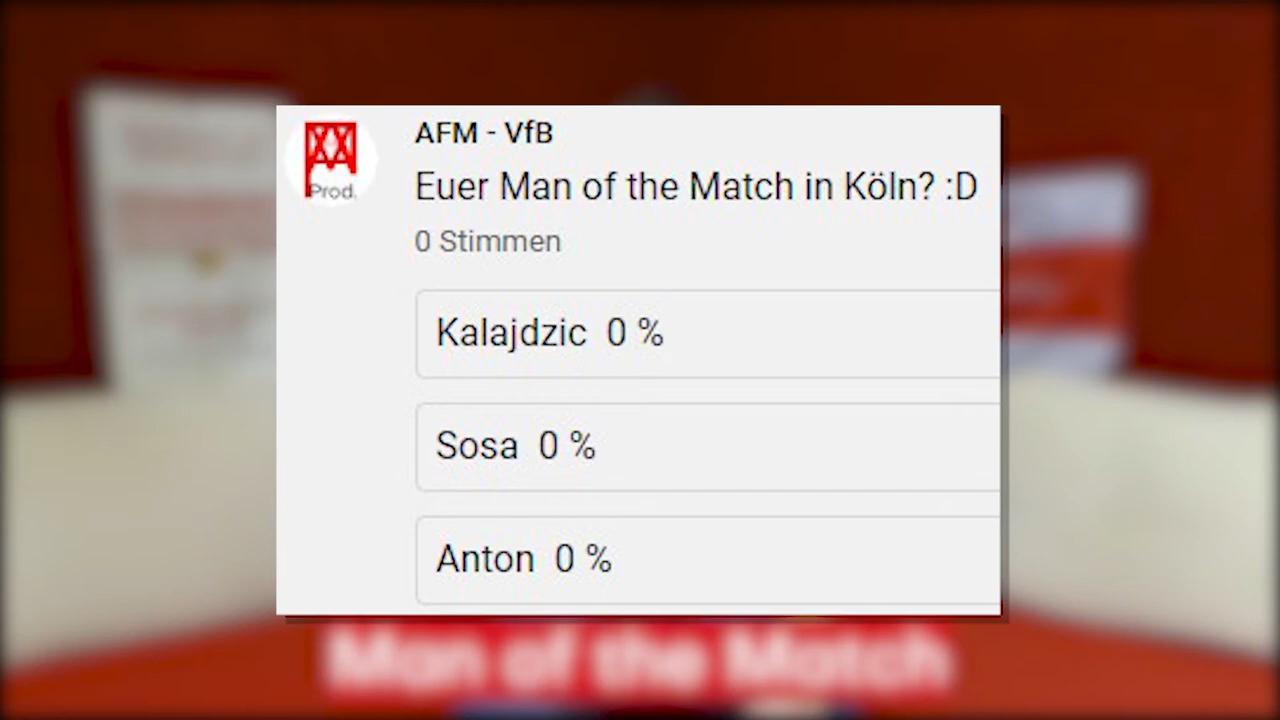 Prod.
AFM - VfB
Euer Man of the Match in Köln? :D
0 Stimmen
Kalajdzic 0 %
Sosa 0 %
Anton 0 %
Man of the Match